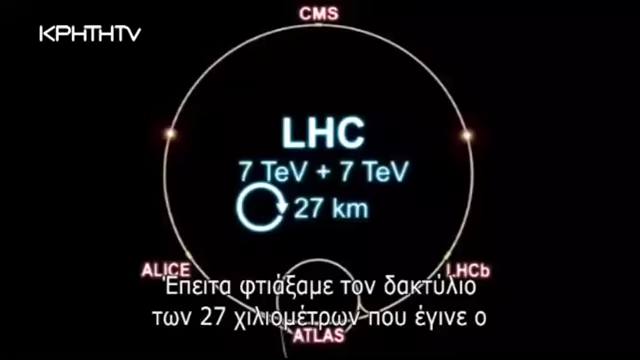 CMS
ΚΡΗΤΗTV
LHC
7 TeV + 7 TeV
27 km
ALICE
LHCb
Έπειτα φτιάξαμε τον δακτύλιο
των 27 χιλιομέτρων που έγινε ο
ATLAS